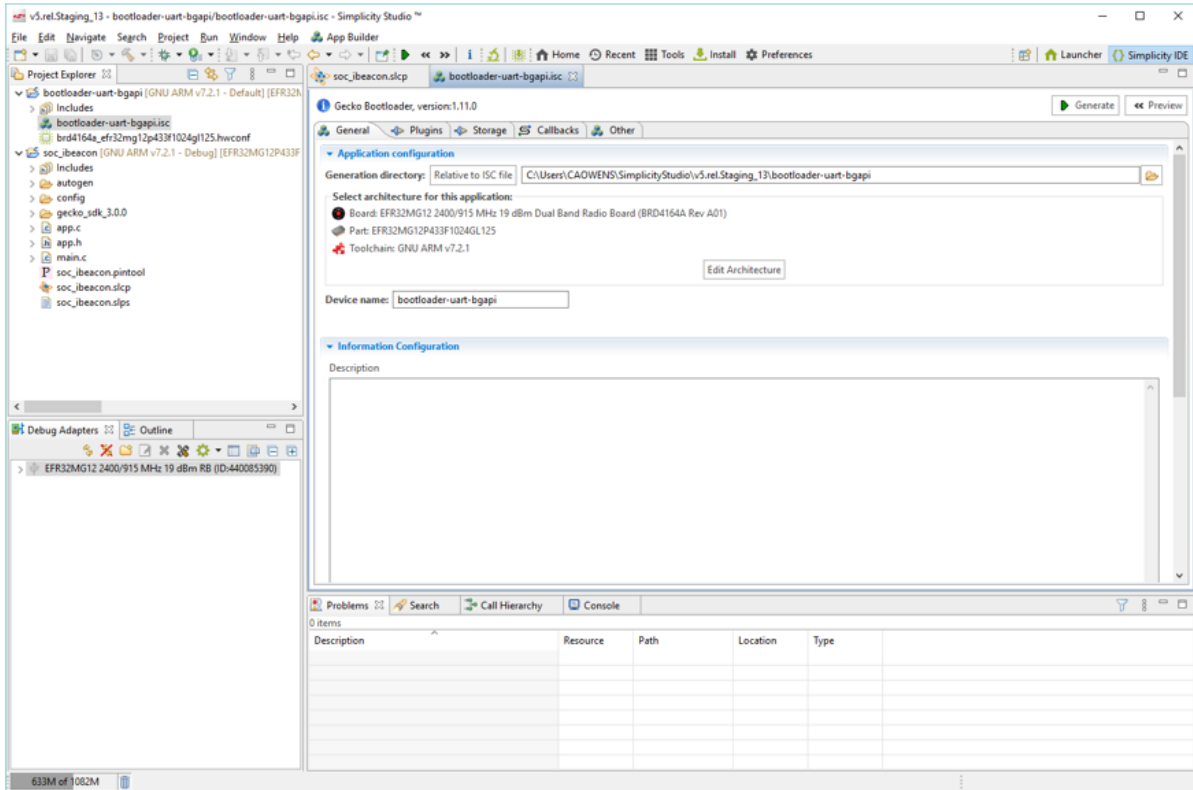 v5.rel.Staging_13 - bootloader-uart-bgapi/bootloader-uart-bgapi.isc - Simplicity Studio ™
File Edit Navigate Search Project Run Window Help App Builder
Home Recent Tools Install Preferences Launcher Simplicity IDE
Project Explorer
bootloader-uart-bgapi [GNU ARM v7.2.1 - Default] [EFR32M
Includes
bootloader-uart-bgapi.isc
brd4164a_efr32mg12p433f1024gl125.hwconf
soc_ibeacon [GNU ARM v7.2.1 - Debug] [EFR32MG12P433F
Includes
autogen
config
gecko_sdk_3.0.0
app.c
app.h
main.c
soc_ibeacon.pintool
soc_ibeacon.slcp
soc_ibeacon.slps
Debug Adapters Outline
EFR32MG12 2400/915 MHz 19 dBm RB (ID:440085390)
soc_ibeacon.slcp bootloader-uart-bgapi.isc
Gecko Bootloader, version:1.11.0 Generate Preview
General Plugins Storage Callbacks Other
Application configuration
Generation directory: Relative to ISC file C:\Users\CAOWENS\SimplicityStudio\v5.rel.Staging_13\bootloader-uart-bgapi
Select architecture for this application:
Board: EFR32MG12 2400/915 MHz 19 dBm Dual Band Radio Board (BRD4164A Rev A01)
Part: EFR32MG12P433F1024GL125
Toolchain: GNU ARM v7.2.1
Edit Architecture
Device name: bootloader-uart-bgapi
Information Configuration
Description
Problems Search Call Hierarchy Console
0 items
Description Resource Path Location Type
633M of 1082M